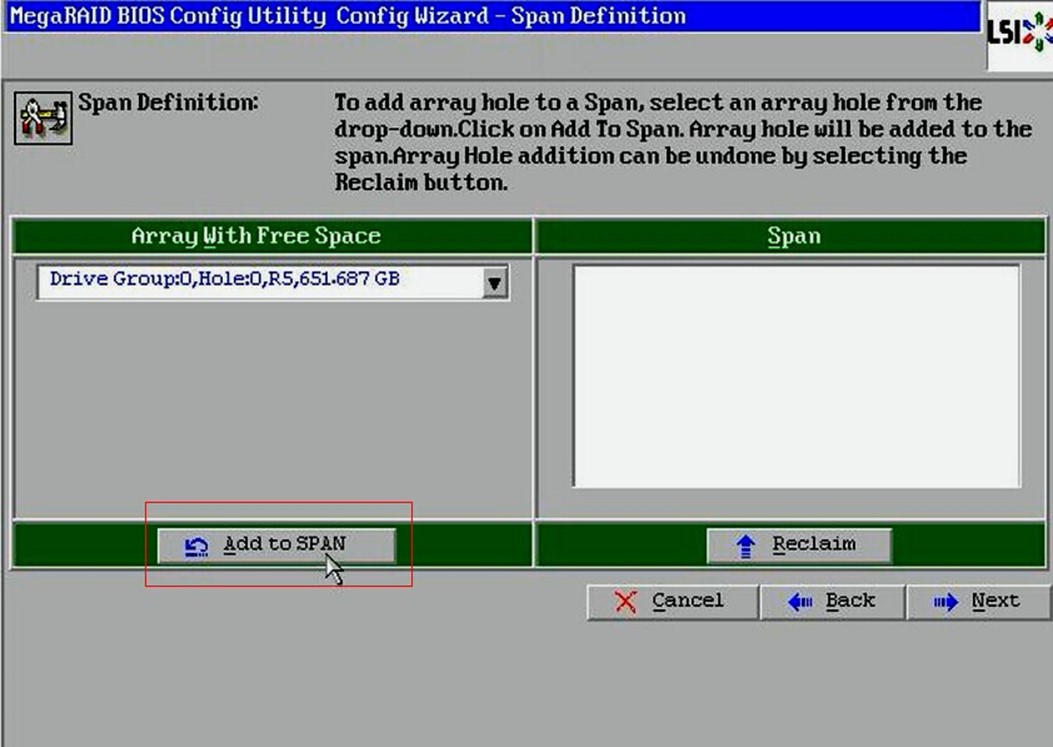 MegaRAID BIOS Config Utility Config Wizard - Span Definition
LSI
Span Definition:
To add array hole to a Span, select an array hole from the
drop-down.Click on Add To Span. Array hole will be added to the
span.Array Hole addition can be undone by selecting the
Reclaim button.
Array With Free Space
Span
Drive Group:0,Hole:0,R5,651.687 GB
Add to SPAN
Reclaim
Cancel
Back
Next